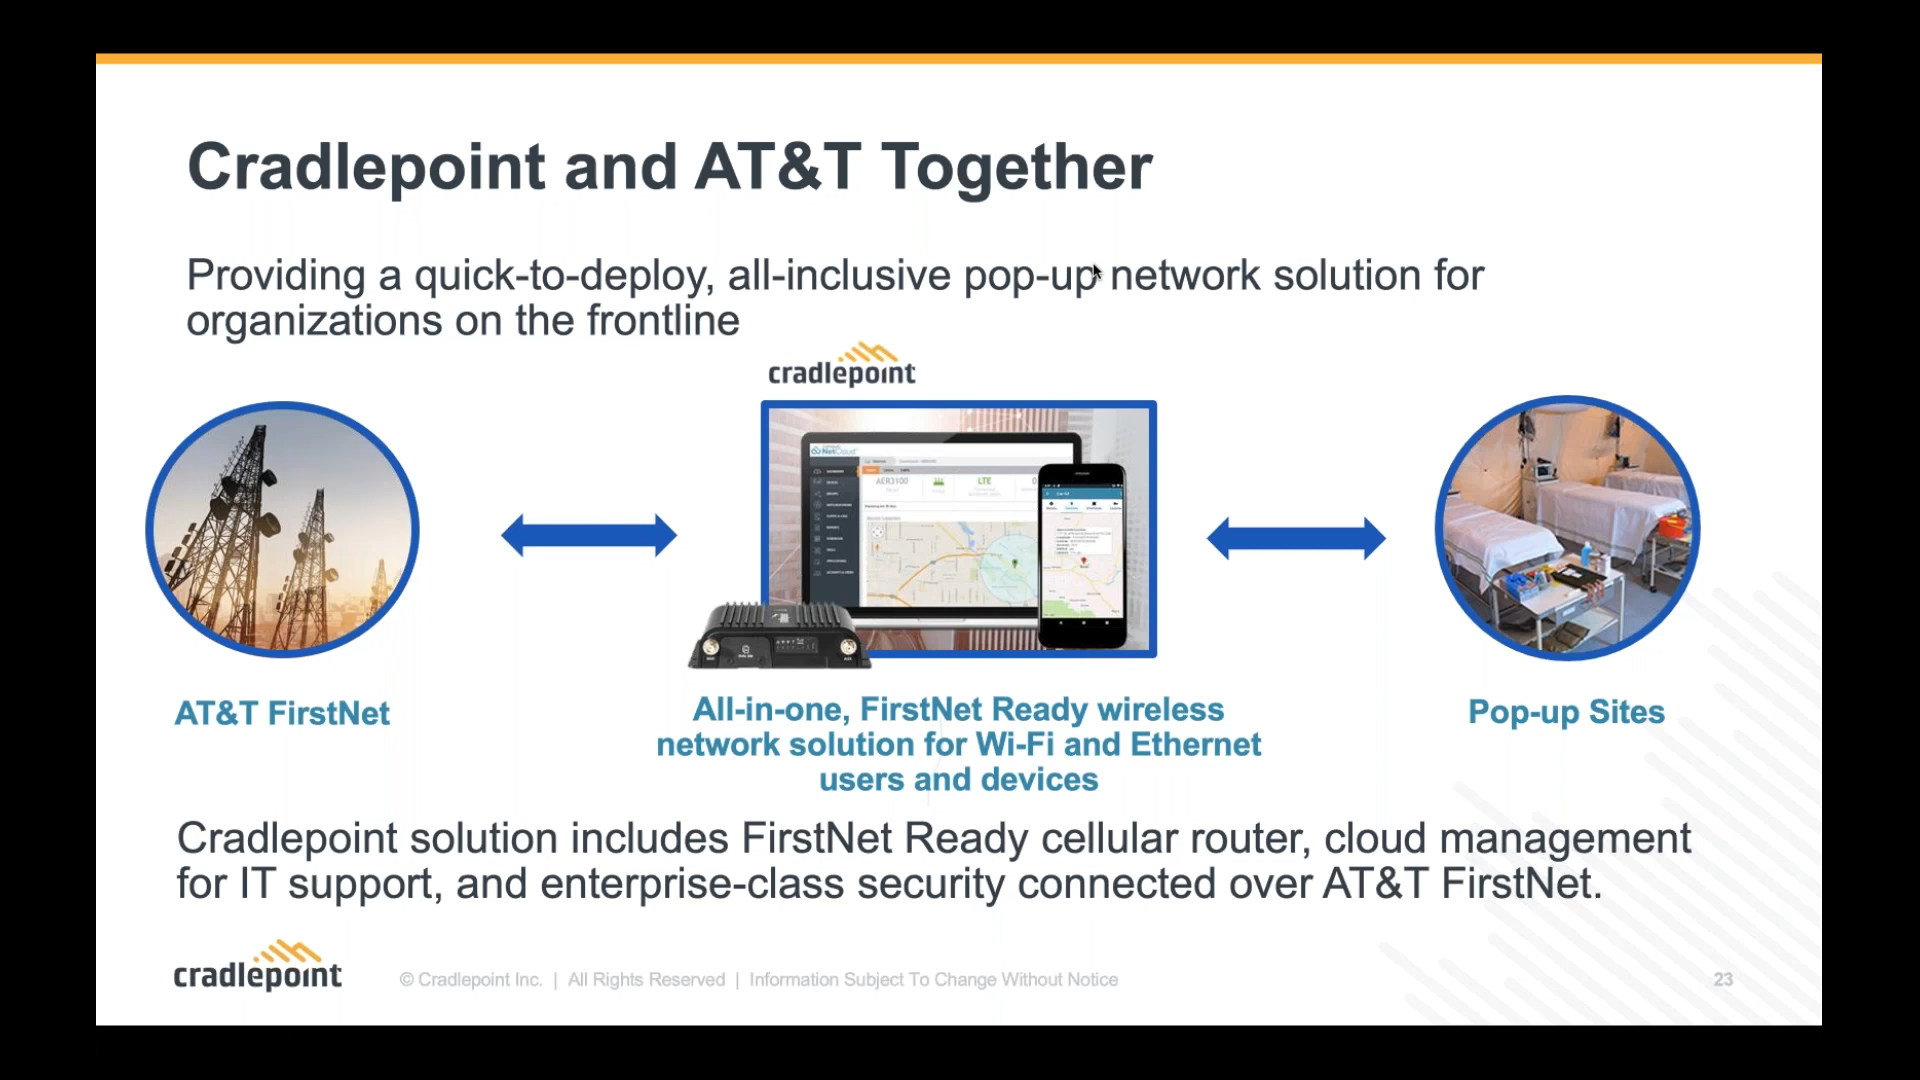 Cradlepoint and AT&T Together
Providing a quick-to-deploy, all-inclusive pop-up network solution for
organizations on the frontline
cradlepoint
NetCloud
AER3100
LTE
AT&T FirstNet
All-in-one, FirstNet Ready wireless
network solution for Wi-Fi and Ethernet
users and devices
Pop-up Sites
Cradlepoint solution includes FirstNet Ready cellular router, cloud management
for IT support, and enterprise-class security connected over AT&T FirstNet.
cradlepoint
© Cradlepoint Inc. | All Rights Reserved | Information Subject To Change Without Notice
23